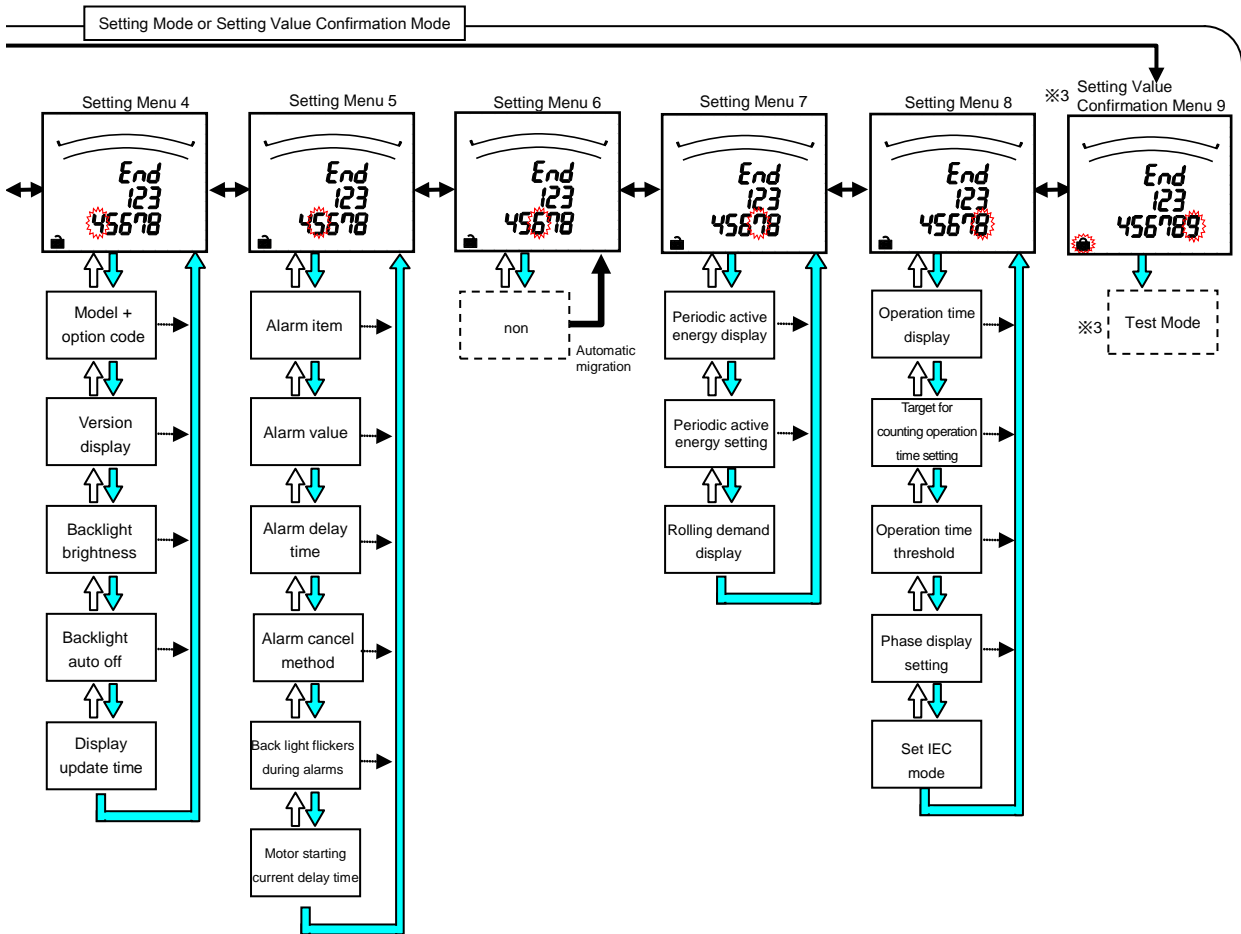 Setting Mode or Setting Value Confirmation Mode
Setting Menu 4
End
123
45678
Model +
option code
Version
display
Backlight
brightness
Backlight
auto off
Display
update time
Setting Menu 5
End
123
45678
Alarm item
Alarm value
Alarm delay
time
Alarm cancel
method
Back light flickers
during alarms
Motor starting
current delay time
Setting Menu 6
End
123
45678
non
Automatic
migration
Setting Menu 7
End
123
45678
Periodic active
energy display
Periodic active
energy setting
Rolling demand
display
Setting Menu 8
End
123
45678
Operation time
display
Target for
counting operation
time setting
Operation time
threshold
Phase display
setting
Set IEC
mode
※3 Setting Value
Confirmation Menu 9
End
123
456789
※3 Test Mode